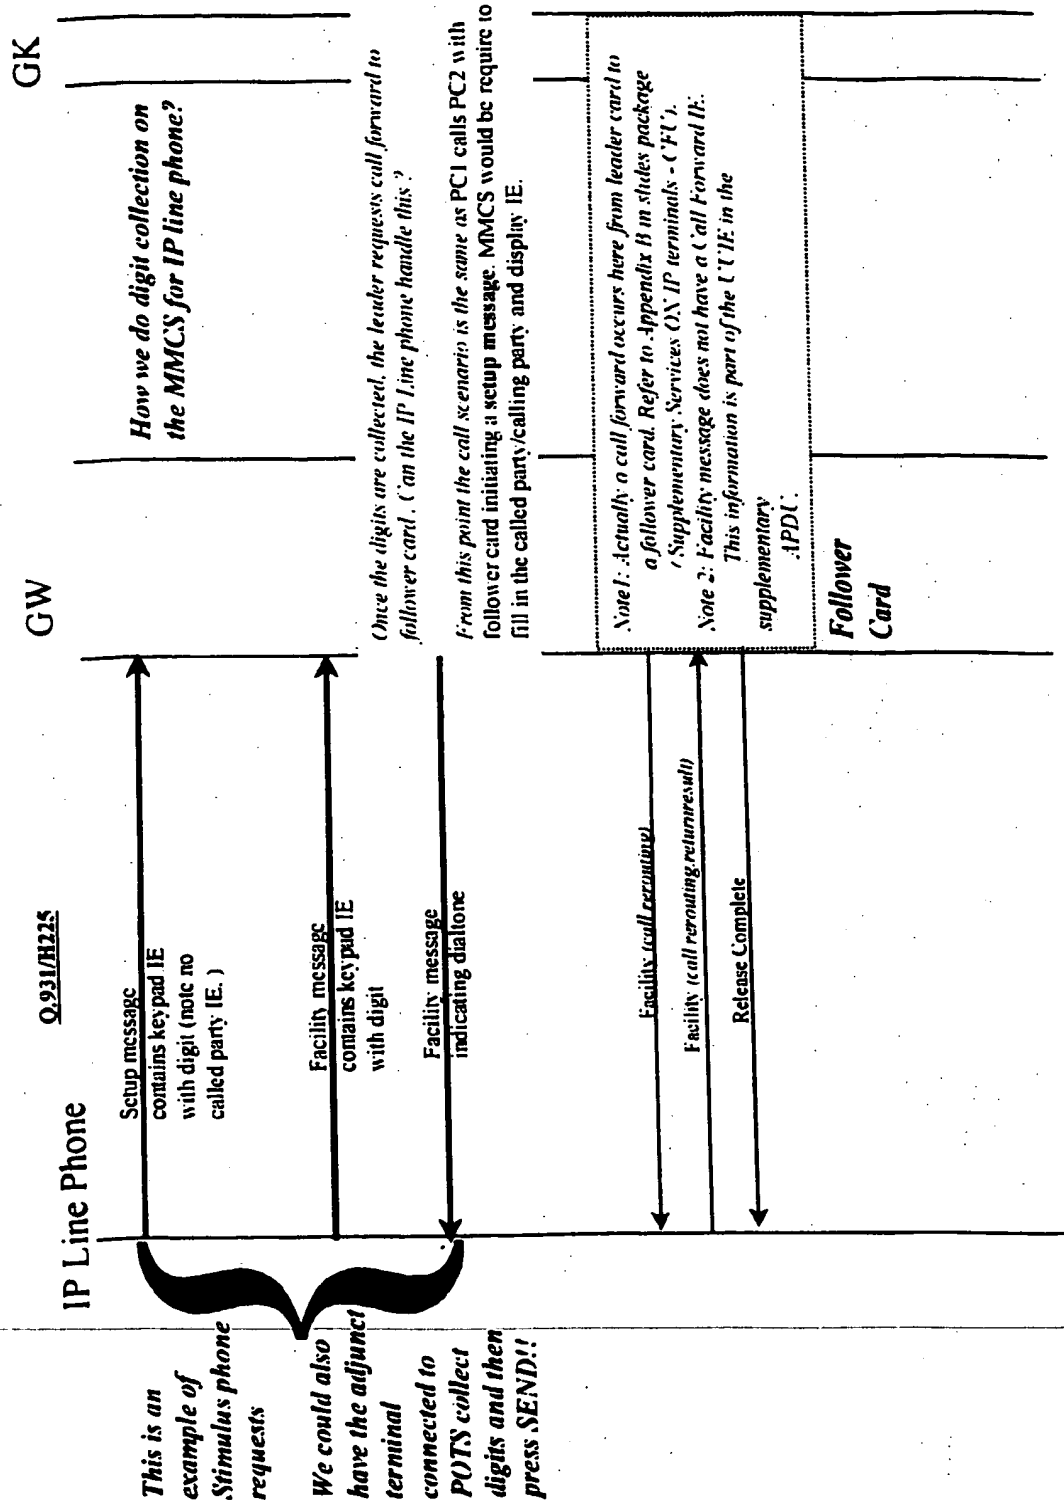 IP Line Phone
Q.931/H225
GW
GK
This is an
example of
Stimulus phone
requests
We could also
have the adjunct
terminal
connected to
POTS collect
digits and then
press SEND!!
Setup message
contains keypad IE
with digit (note no
called party IE. )
Facility message
contains keypad IE
with digit
Facility message
indicating dialtone
How we do digit collection on
the MMCS for IP line phone?
Once the digits are collected, the leader requests call forward to
follower card. Can the IP Line phone handle this?
From this point the call scenario is the same as PC1 calls PC2 with
follower card initiating a setup message. MMCS would be require to
fill in the called party/calling party and display IE.
Facility (call rerouting)
Facility (call rerouting.returnresult)
Release Complete
Note1: Actually a call forward occurs here from leader card to
a follower card. Refer to Appendix B in slides package
(Supplementary Services ON IP terminals - CFU).
Note 2: Facility message does not have a Call Forward IE.
This information is part of the UUIE in the
supplementary
APDU.
Follower
Card